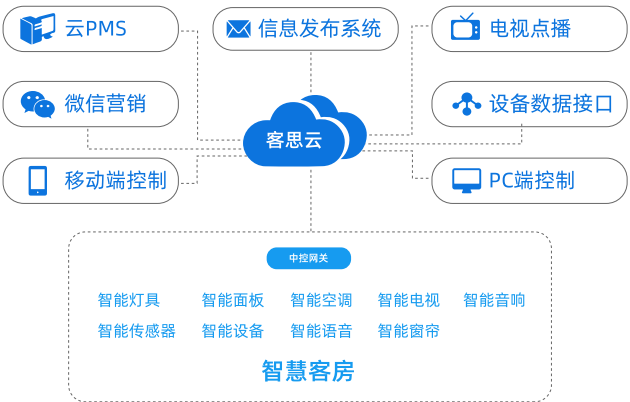 云PMS
信息发布系统
电视点播
微信营销
设备数据接口
客思云
移动端控制
PC端控制
中控网关
智能灯具 智能面板 智能空调 智能电视 智能音响
智能传感器 智能设备 智能语音 智能窗帘
智慧客房